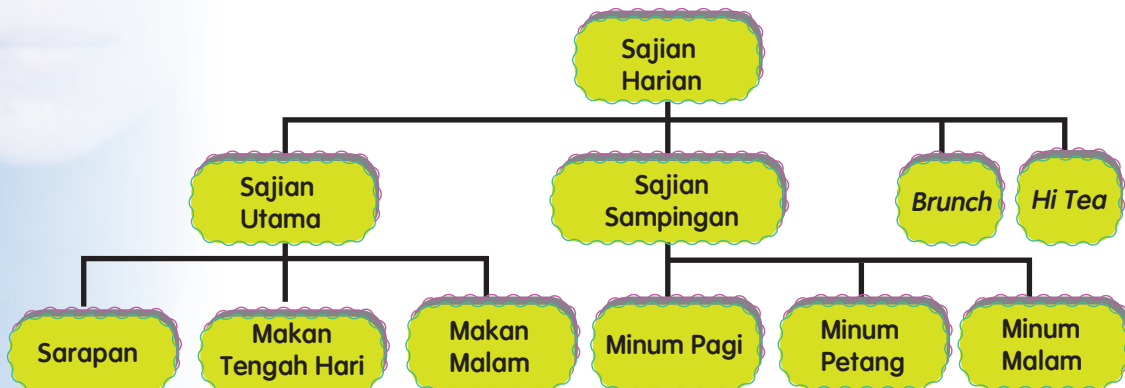 Sajian
Harian
Sajian
Utama
Sajian
Sampingan
Brunch
Hi Tea
Sarapan
Makan
Tengah Hari
Makan
Malam
Minum Pagi
Minum
Petang
Minum
Malam